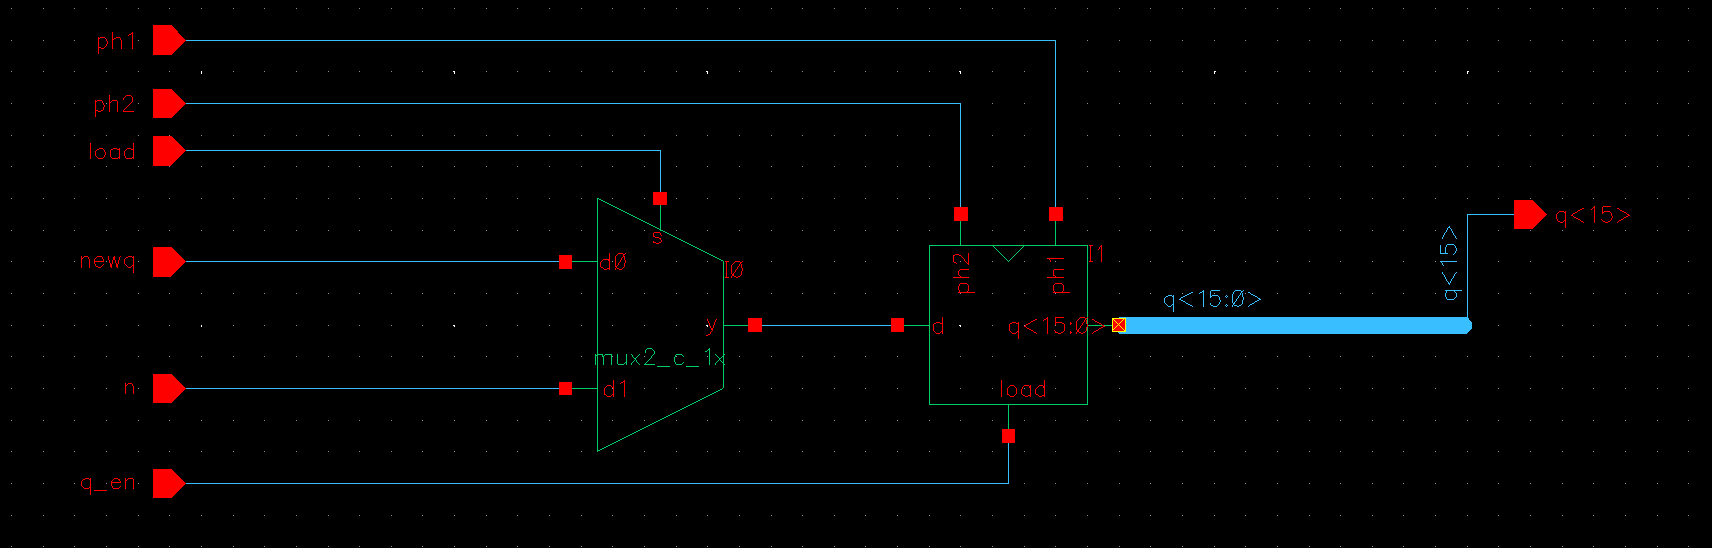 ph1
ph2
load
newq
n
q_en
s
d0
I0
y
mux2_c_1x
d1
ph2
ph1
I1
d
q<15:0>
load
q<15:0>
q<15>
q<15>